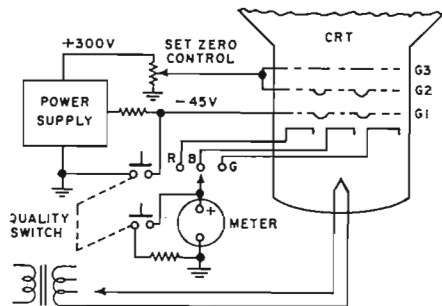 +300V
SET ZERO
CONTROL
CRT
G3
G2
G1
POWER
SUPPLY
-45V
R
B
G
QUALITY
SWITCH
+
METER